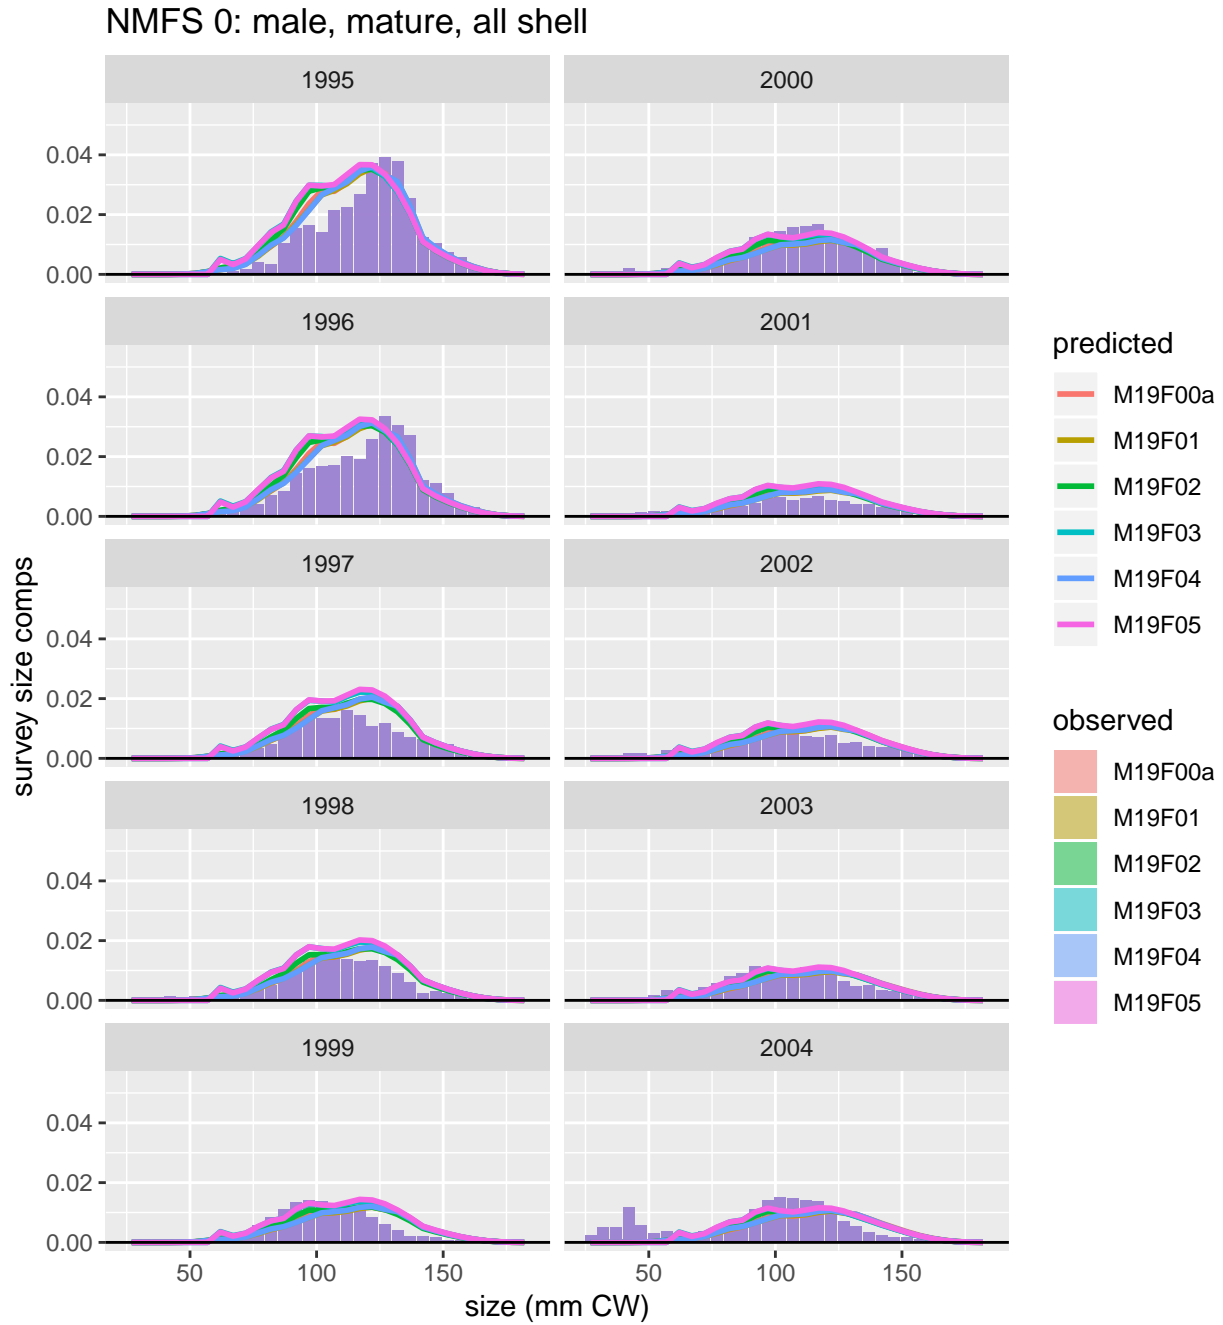 NMFS 0: male, mature, all shell
1995
2000
0.04
0.02
0.00
1996
2001
0.04
0.02
0.00
1997
2002
0.04
0.02
0.00
1998
2003
0.04
0.02
0.00
1999
2004
0.04
0.02
0.00
50
100
150
50
100
150
size (mm CW)
survey size comps
predicted
M19F00a
M19F01
M19F02
M19F03
M19F04
M19F05
observed
M19F00a
M19F01
M19F02
M19F03
M19F04
M19F05